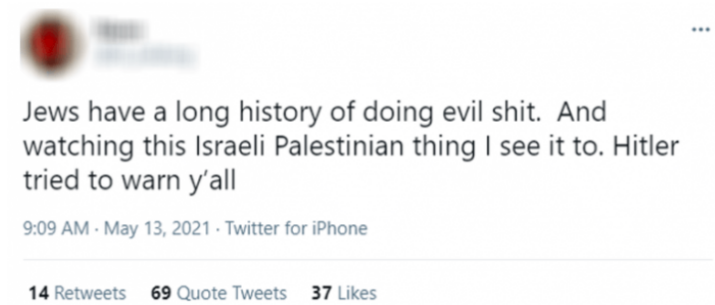 Jews have a long history of doing evil shit.  And
watching this Israeli Palestinian thing I see it to. Hitler
tried to warn y'all
9:09 AM · May 13, 2021 · Twitter for iPhone
14 Retweets 69 Quote Tweets 37 Likes